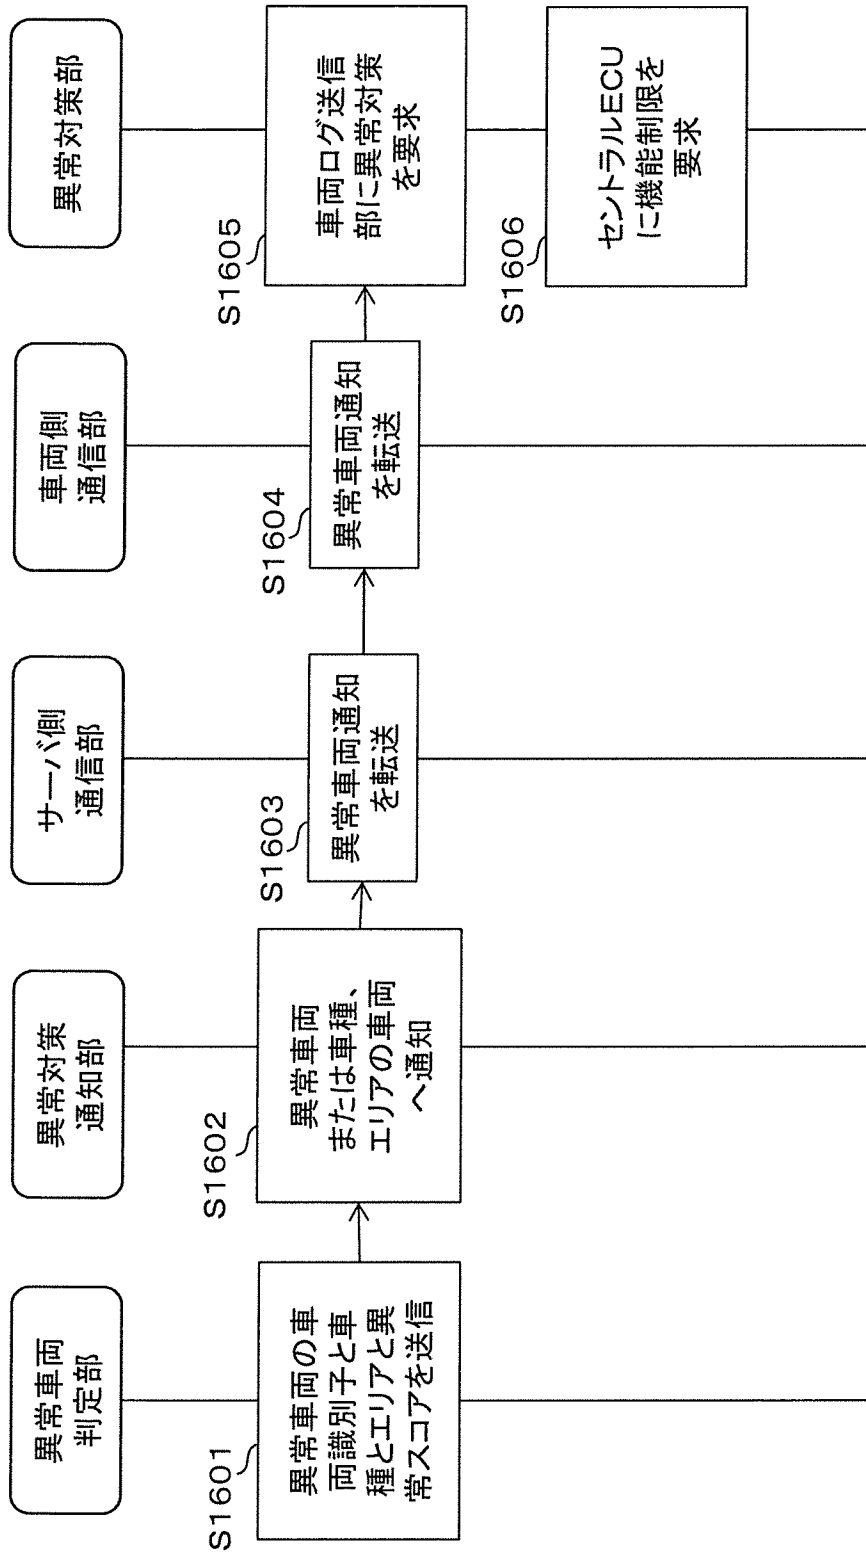 異常車両
判定部
異常対策
通知部
サーバ側
通信部
車両側
通信部
異常対策部
S1601
異常車両の車
両識別子と車
種とエリアと異
常スコアを送信
S1602
異常車両
または車種、
エリアの車両
へ通知
S1603
異常車両通知
を転送
S1604
異常車両通知
を転送
S1605
車両ログ送信
部に異常対策
を要求
S1606
セントラルECU
に機能制限を
要求